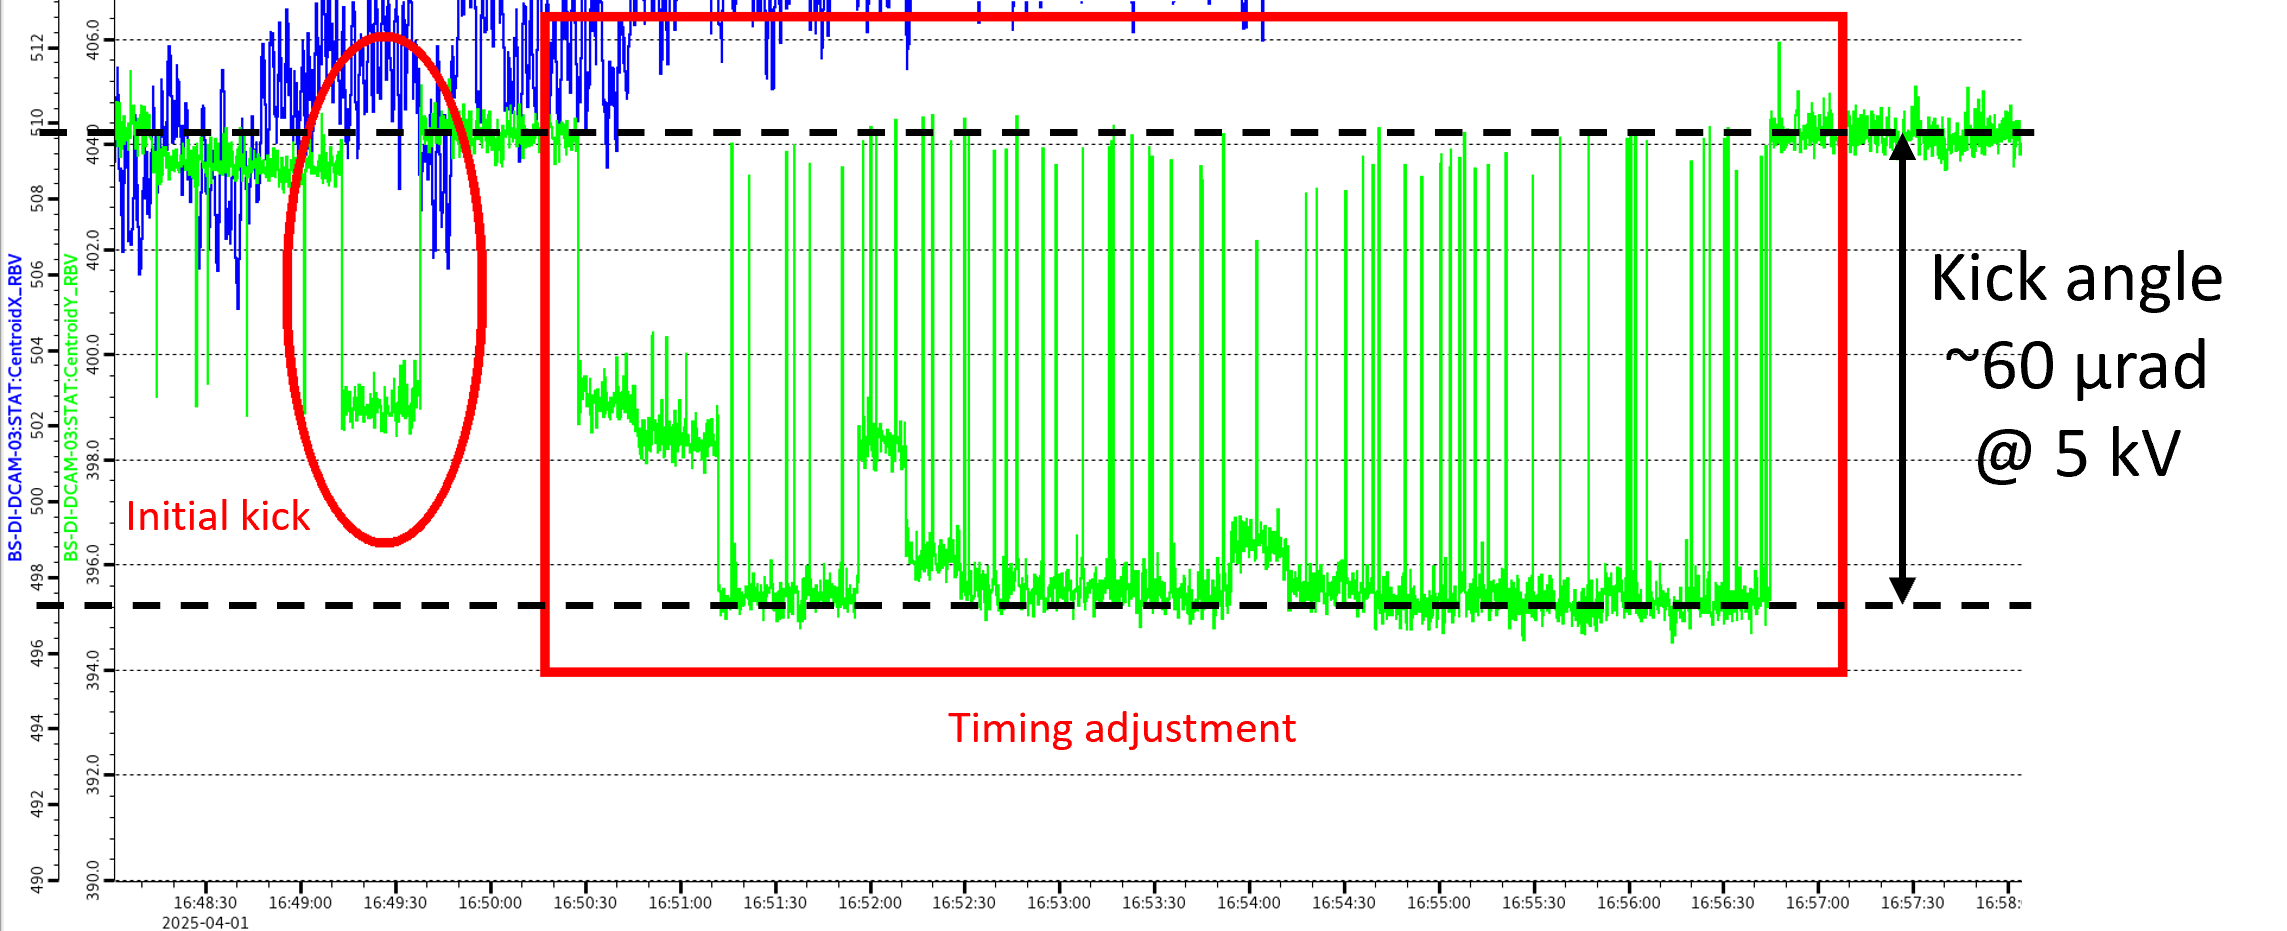 BS-DI-DCAM-03:STAT:CentroidX_RBV
512
510
508
506
504
502
500
498
496
494
492
490
BS-DI-DCAM-03:STAT:CentroidY_RBV
406.0
404.0
402.0
400.0
398.0
396.0
394.0
392.0
390.0
Initial kick
Timing adjustment
Kick angle
~60 μrad
@ 5 kV
16:48:30 16:49:00 16:49:30 16:50:00 16:50:30 16:51:00 16:51:30 16:52:00 16:52:30 16:53:00 16:53:30 16:54:00 16:54:30 16:55:00 16:55:30 16:56:00 16:56:30 16:57:00 16:57:30 16:58:
2025-04-01